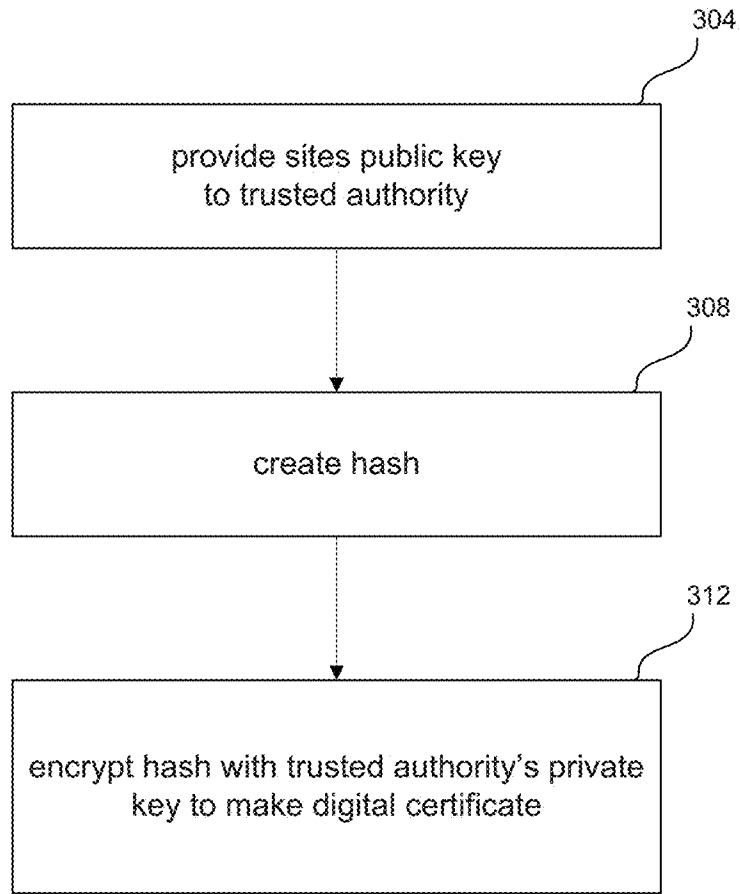 304
provide sites public key
to trusted authority
308
create hash
312
encrypt hash with trusted authority's private
key to make digital certificate